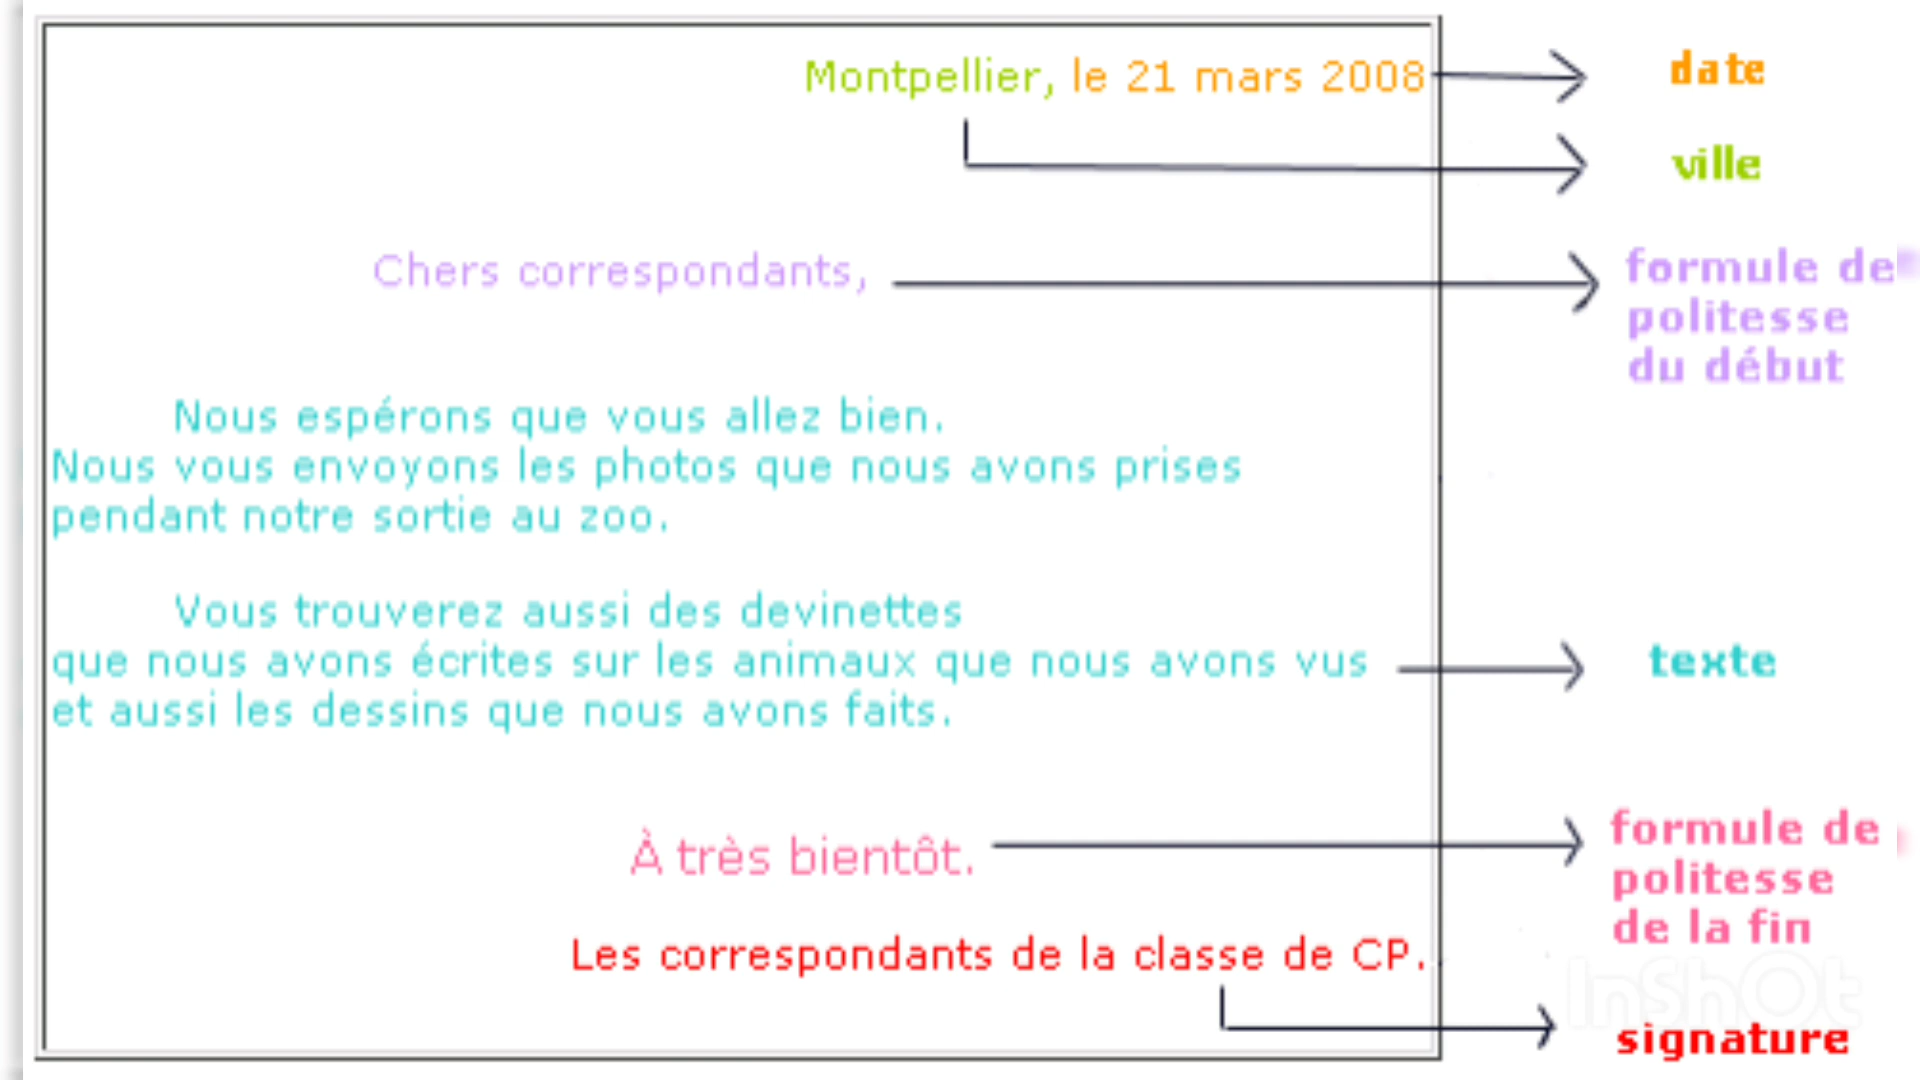 Montpellier, le 21 mars 2008
date
ville
Chers correspondants,
formule de
politesse
du début
Nous espérons que vous allez bien.
Nous vous envoyons les photos que nous avons prises
pendant notre sortie au zoo.
Vous trouverez aussi des devinettes
que nous avons écrites sur les animaux que nous avons vus
et aussi les dessins que nous avons faits.
texte
À très bientôt.
formule de
politesse
de la fin
Les correspondants de la classe de CP.
signature
InShOt